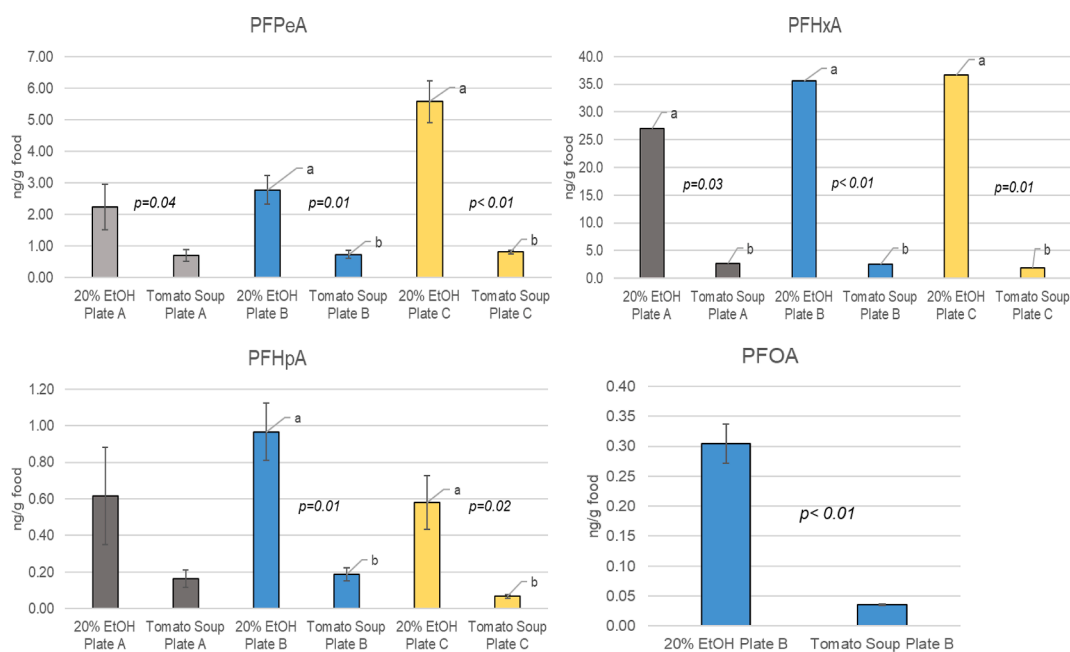 PFPeA
7.00
6.00
5.00
4.00
3.00
2.00
1.00
0.00
ng/g food
a
a
b
b
p=0.04
p=0.01
p< 0.01
20% EtOH Plate A
Tomato Soup Plate A
20% EtOH Plate B
Tomato Soup Plate B
20% EtOH Plate C
Tomato Soup Plate C
PFHxA
40.0
35.0
30.0
25.0
20.0
15.0
10.0
5.0
0.0
ng/g food
a
a
a
b
b
b
p=0.03
p< 0.01
p=0.01
20% EtOH Plate A
Tomato Soup Plate A
20% EtOH Plate B
Tomato Soup Plate B
20% EtOH Plate C
Tomato Soup Plate C
PFHpA
1.20
1.00
0.80
0.60
0.40
0.20
0.00
ng/g food
a
a
b
b
p=0.01
p=0.02
20% EtOH Plate A
Tomato Soup Plate A
20% EtOH Plate B
Tomato Soup Plate B
20% EtOH Plate C
Tomato Soup Plate C
PFOA
0.40
0.35
0.30
0.25
0.20
0.15
0.10
0.05
0.00
ng/g food
p< 0.01
20% EtOH Plate B
Tomato Soup Plate B